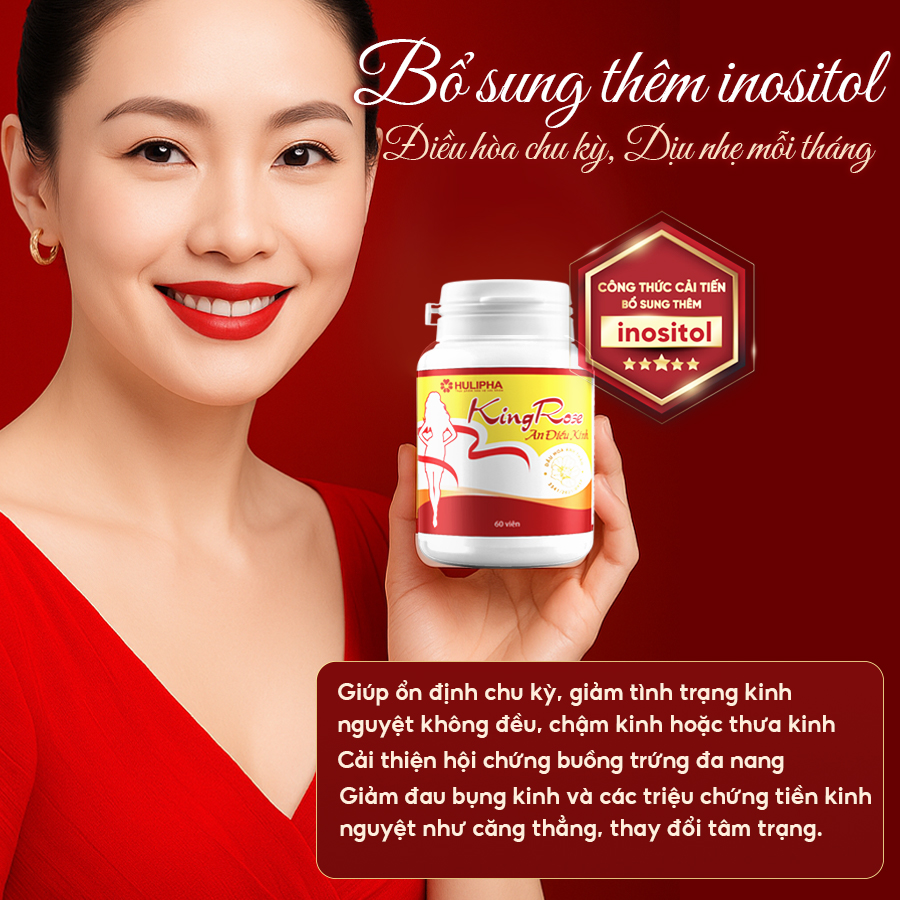 Bổ sung thêm inositol
Điều hòa chu kỳ, Dịu nhẹ mỗi tháng
CÔNG THỨC CẢI TIẾN
BỔ SUNG THÊM
inositol
HULIPHA
KingRose
An Điều Kinh
60 viên
Giúp ổn định chu kỳ, giảm tình trạng kinh
nguyệt không đều, chậm kinh hoặc thưa kinh
Cải thiện hội chứng buồng trứng đa nang
Giảm đau bụng kinh và các triệu chứng tiền kinh
nguyệt như căng thẳng, thay đổi tâm trạng.